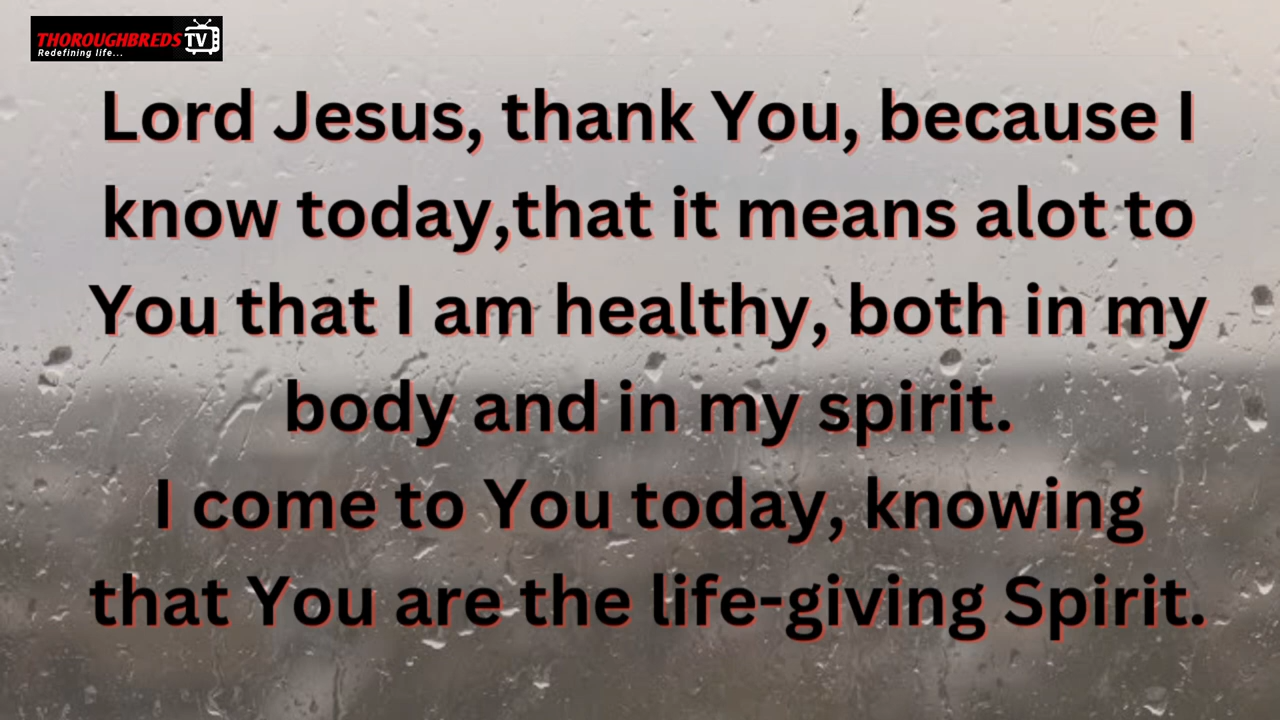 THOROUGHBREDS TV
Redefining life...
Lord Jesus, thank You, because I
know today,that it means alot to
You that I am healthy, both in my
body and in my spirit.
I come to You today, knowing
that You are the life-giving Spirit.